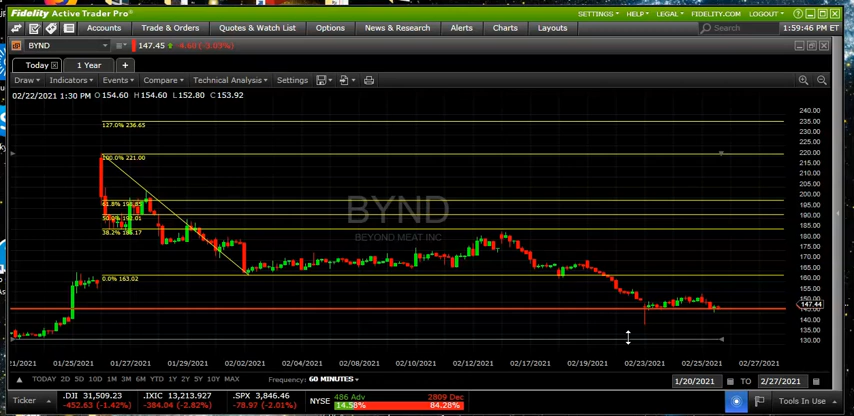 Fidelity Active Trader Pro®
SETTINGS HELP LEGAL FIDELITY.COM LOGOUT
Accounts Trade & Orders Quotes & Watch List Options News & Research Alerts Charts Layouts Search 1:59:46 PM ET
BYND 147.45 -4.60 (-3.03%)
Today 1 Year +
Draw Indicators Events Compare Technical Analysis Settings
02/22/2021 1:30 PM O 154.60 H 154.60 L 152.80 C 153.92
240.00
127.0% 236.65 235.00
230.00
225.00
100.0% 221.00 220.00
215.00
210.00
205.00
200.00
61.8% 198.85 195.00
50.0% 192.01 190.00
38.2% 185.17 185.00
180.00
175.00
170.00
165.00
0.0% 163.02 160.00
155.00
150.00
147.44
140.00
135.00
130.00
BYND
BEYOND MEAT INC
1/21/2021 01/25/2021 01/27/2021 01/29/2021 02/02/2021 02/04/2021 02/08/2021 02/10/2021 02/12/2021 02/17/2021 02/19/2021 02/23/2021 02/25/2021 02/27/2021
TODAY 2D 5D 10D 1M 3M 6M YTD 1Y 2Y 5Y 10Y MAX Frequency: 60 MINUTES 1/20/2021 TO 2/27/2021
Ticker .DJI 31,509.23 .IXIC 13,213.927 .SPX 3,846.46 NYSE 486 Adv 2809 Dec Tools In Use
-452.63 (-1.42%) -384.04 (-2.82%) -78.97 (-2.01%) 14.58% 84.28%